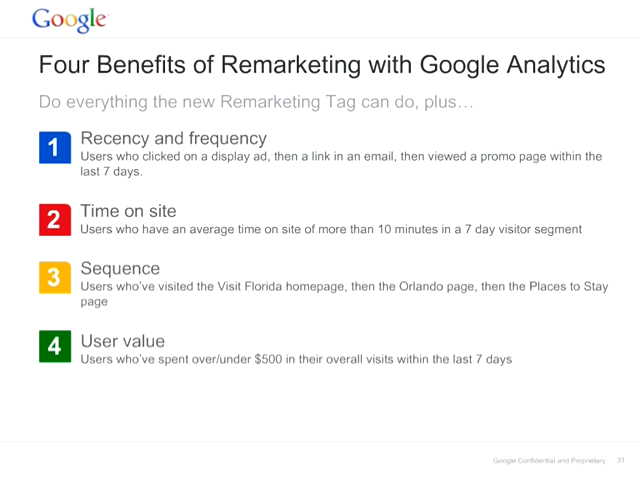 Google
Four Benefits of Remarketing with Google Analytics
Do everything the new Remarketing Tag can do, plus…
1
Recency and frequency
Users who clicked on a display ad, then a link in an email, then viewed a promo page within the
last 7 days.
2
Time on site
Users who have an average time on site of more than 10 minutes in a 7 day visitor segment
3
Sequence
Users who've visited the Visit Florida homepage, then the Orlando page, then the Places to Stay
page
4
User value
Users who've spent over/under $500 in their overall visits within the last 7 days
Google Confidential and Proprietary 31